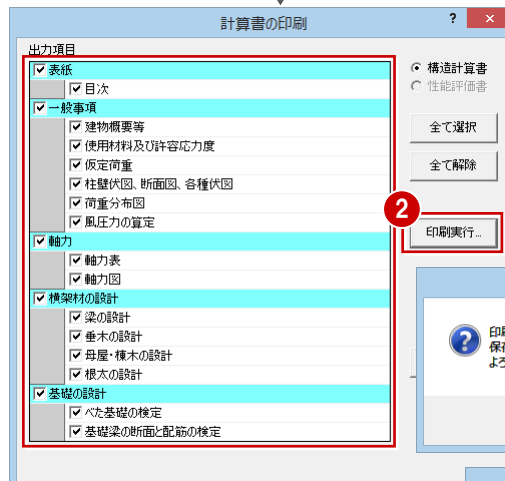 計算書の印刷
? ×
出力項目
表紙
目次
一般事項
建物概要等
使用材料及び許容応力度
仮定荷重
柱壁伏図、断面図、各種伏図
荷重分布図
風圧力の算定
軸力
軸力表
軸力図
横架材の設計
梁の設計
垂木の設計
母屋・棟木の設計
根太の設計
基礎の設計
べた基礎の検定
基礎梁の断面と配筋の検定
構造計算書
性能評価書
全て選択
全て解除
2
印刷実行...
?
保存
よろ